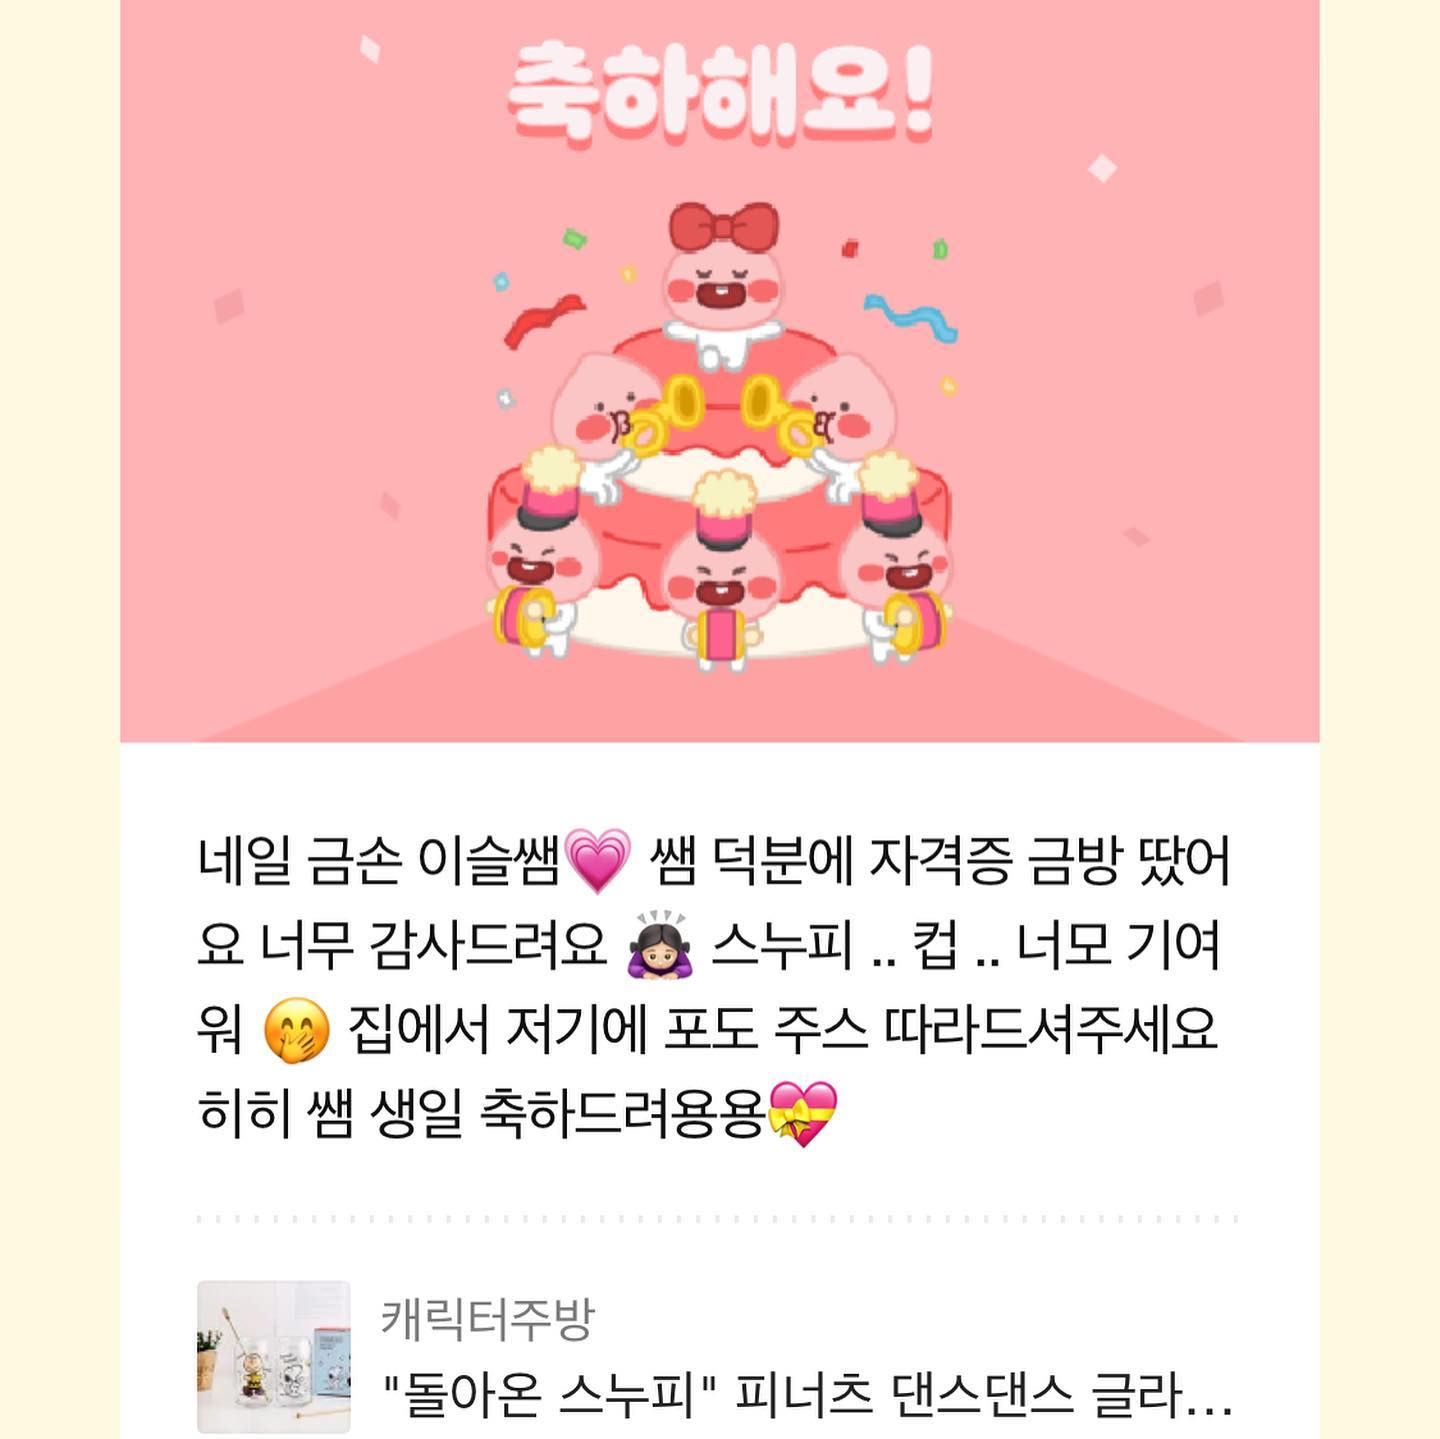 축하해요!
네일 금손 이슬쌤💗 쌤 덕분에 자격증 금방 땄어
요 너무 감사드려요 🙇🏻‍♀️ 스누피 .. 컵 .. 너모 기여
워 🤭 집에서 저기에 포도 주스 따라드셔주세요
히히 쌤 생일 축하드려용용💝
캐릭터주방
"돌아온 스누피" 피너츠 댄스댄스 글라...